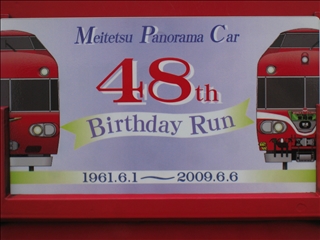 Meitetsu Panorama Car
48th
Birthday Run
1961.6.1～2009.6.6